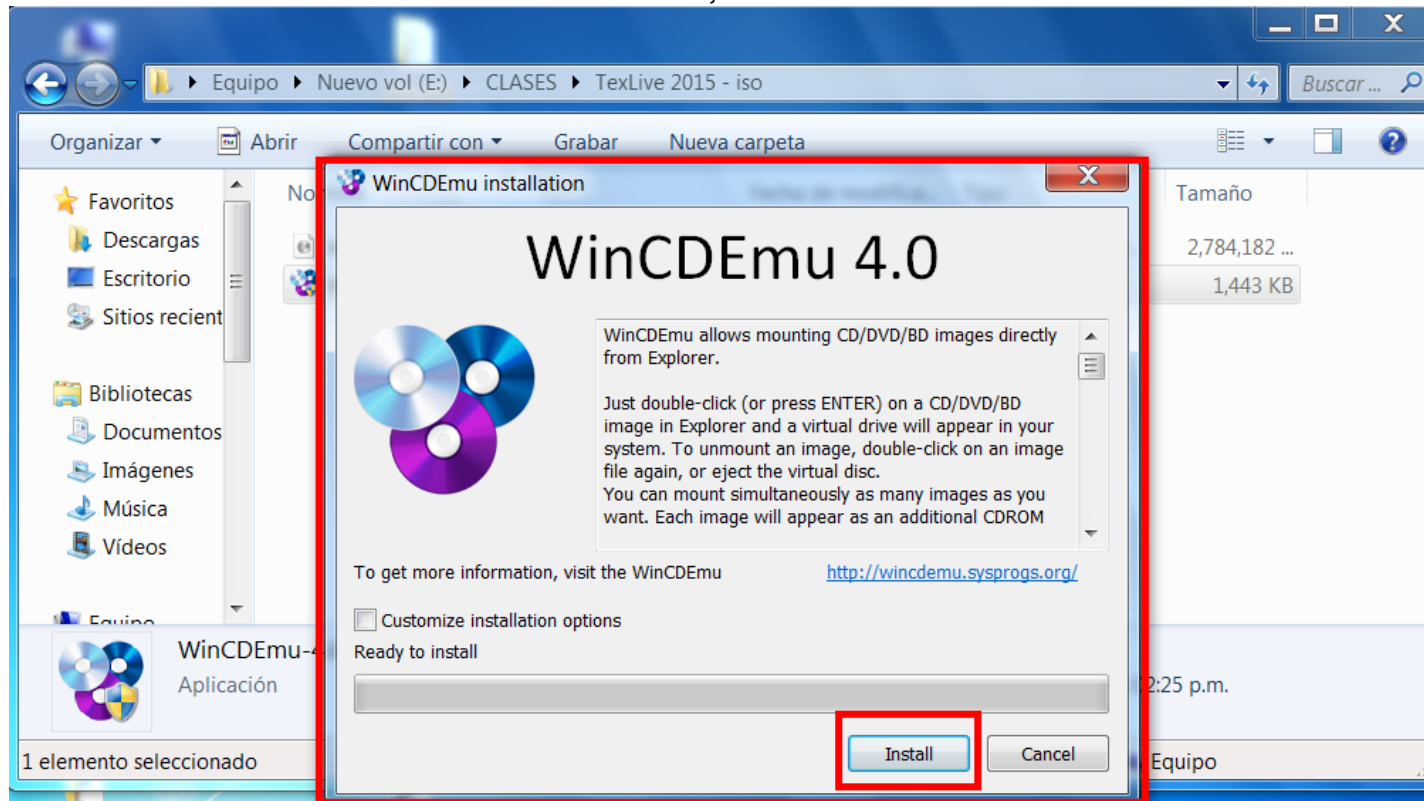 Equipo Nuevo vol (E:) CLASES TexLive 2015 - iso
Buscar ...
Organizar Abrir Compartir con Grabar Nueva carpeta
Favoritos
Descargas
Escritorio
Sitios recient
Bibliotecas
Documentos
Imágenes
Música
Vídeos
Equipo
No
Tamaño
2,784,182 ...
1,443 KB
WinCDEmu installation
WinCDEmu 4.0
WinCDEmu allows mounting CD/DVD/BD images directly
from Explorer.
Just double-click (or press ENTER) on a CD/DVD/BD
image in Explorer and a virtual drive will appear in your
system. To unmount an image, double-click on an image
file again, or eject the virtual disc.
You can mount simultaneously as many images as you
want. Each image will appear as an additional CDROM
To get more information, visit the WinCDEmu http://wincdemu.sysprogs.org/
Customize installation options
Ready to install
Install Cancel
WinCDEmu-4
Aplicación
2:25 p.m.
1 elemento seleccionado
Equipo